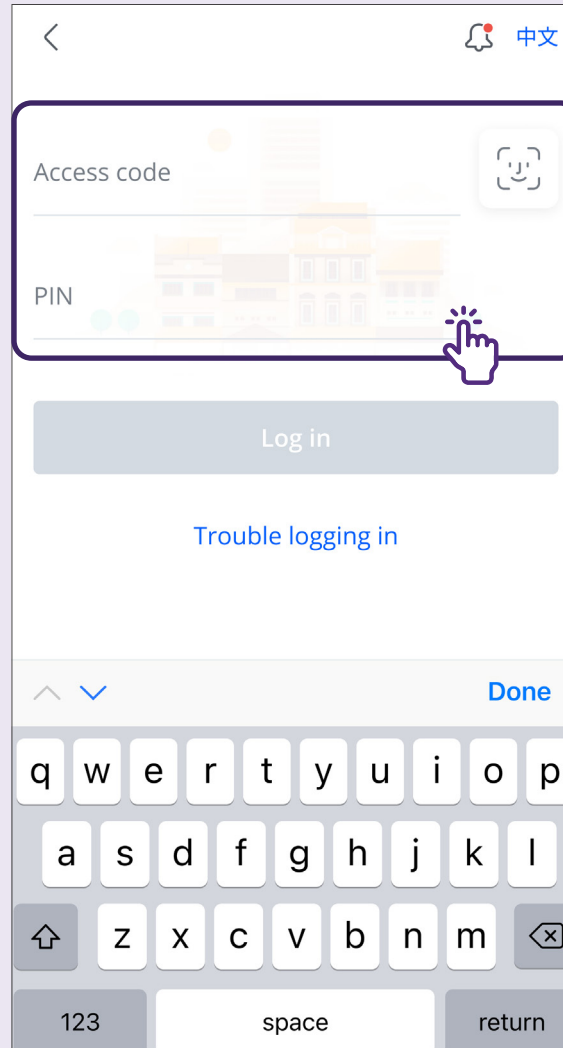 中文
Access code
PIN
Log in
Trouble logging in
Done
q w e r t y u i o p
a s d f g h j k l
z x c v b n m
123 space return